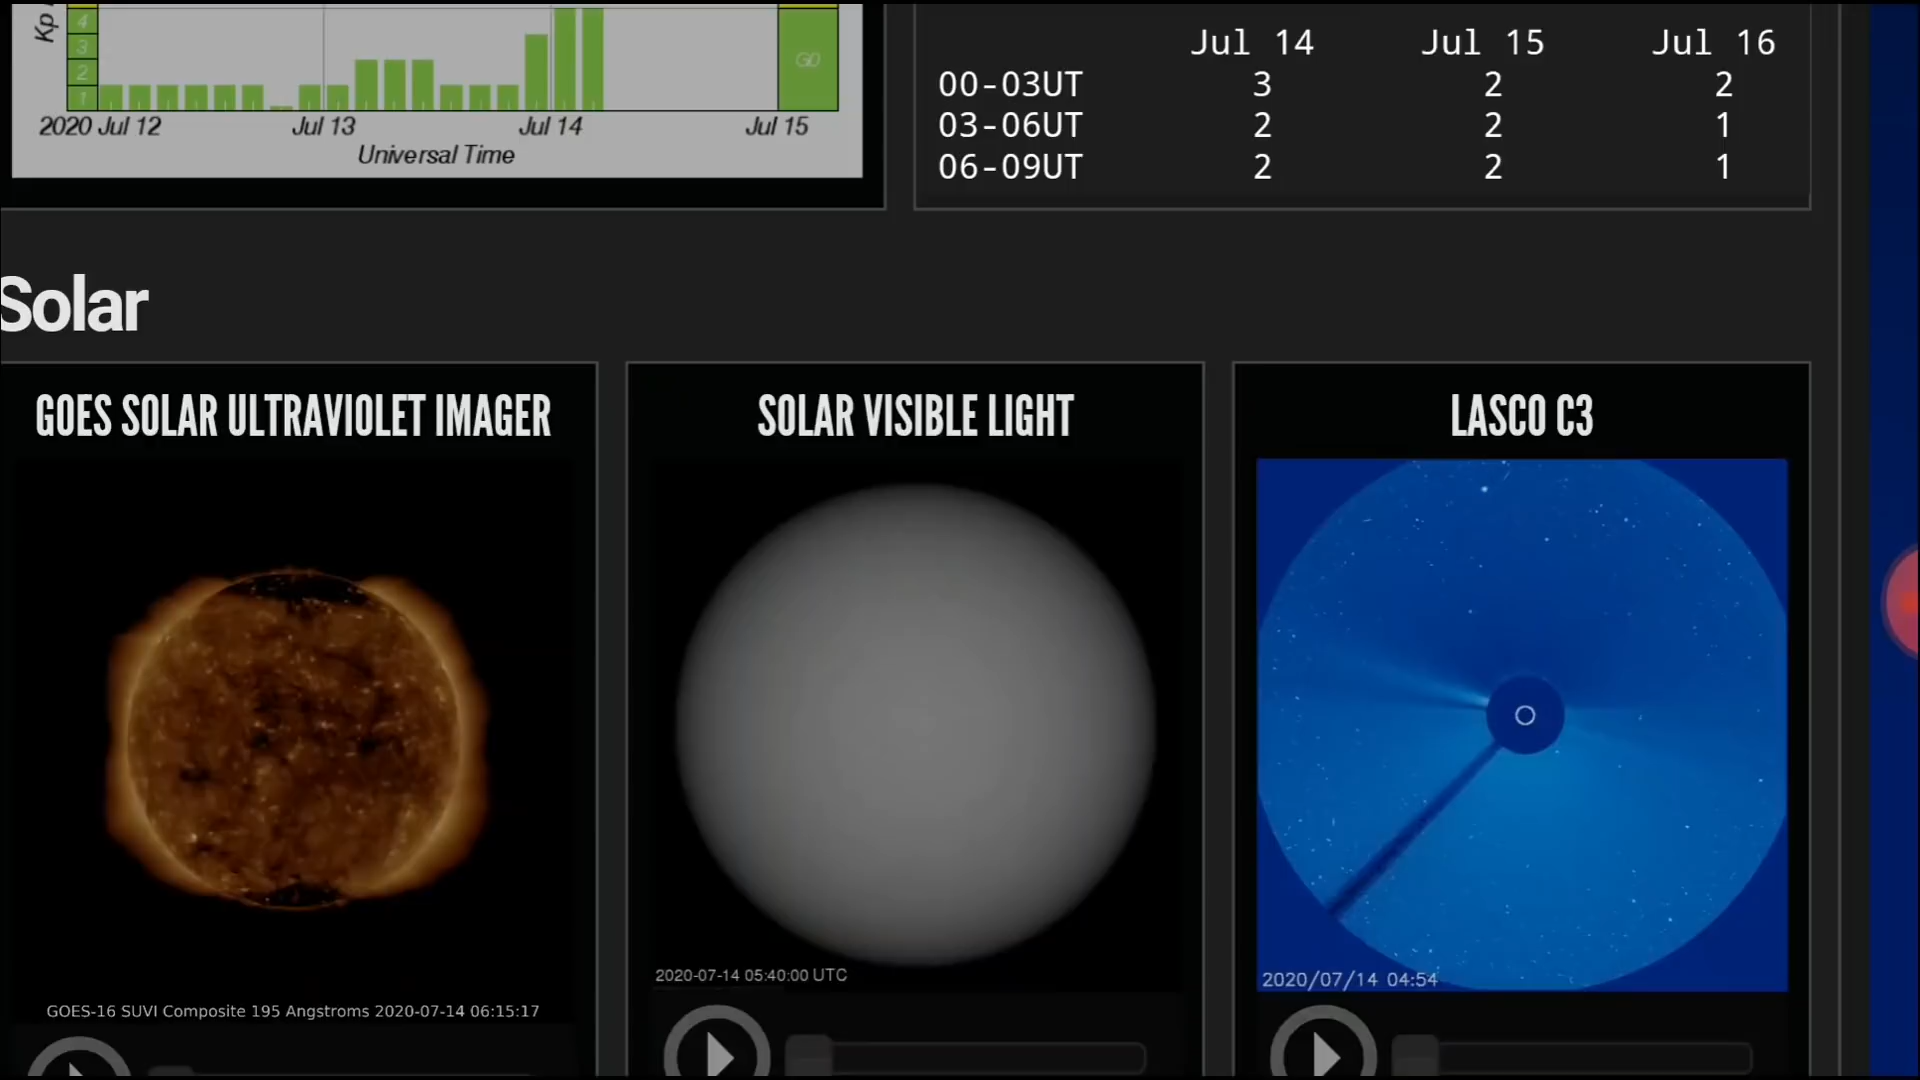 Kp
4
3
2
1
G0
2020 Jul 12 Jul 13 Jul 14 Jul 15
Universal Time
Jul 14 Jul 15 Jul 16
00-03UT 3 2 2
03-06UT 2 2 1
06-09UT 2 2 1
Solar
GOES SOLAR ULTRAVIOLET IMAGER
GOES-16 SUVI Composite 195 Angstroms 2020-07-14 06:15:17
SOLAR VISIBLE LIGHT
2020-07-14 05:40:00 UTC
LASCO C3
2020/07/14 04:54